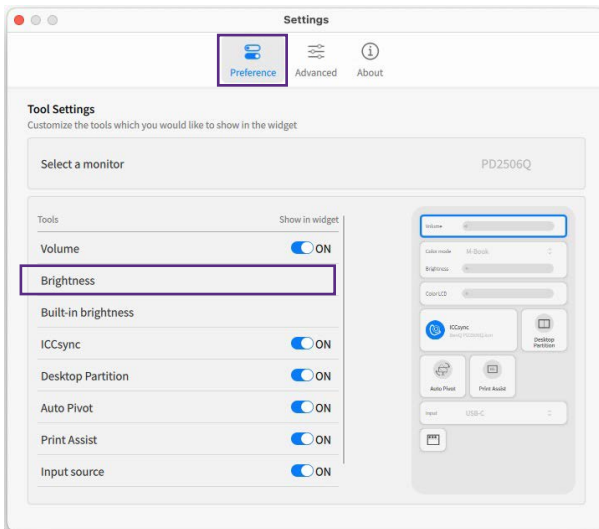 Settings
Preference
Advanced
About
Tool Settings
Customize the tools which you would like to show in the widget
Select a monitor
PD2506Q
Tools
Show in widget
Volume
ON
Brightness
Built-in brightness
ICCsync
ON
Desktop Partition
ON
Auto Pivot
ON
Print Assist
ON
Input source
ON
Volume
Color mode
M-Book
Brightness
Color LCD
ICCsync
Desktop
Partition
Auto Pivot
Print Assist
Input
USB-C